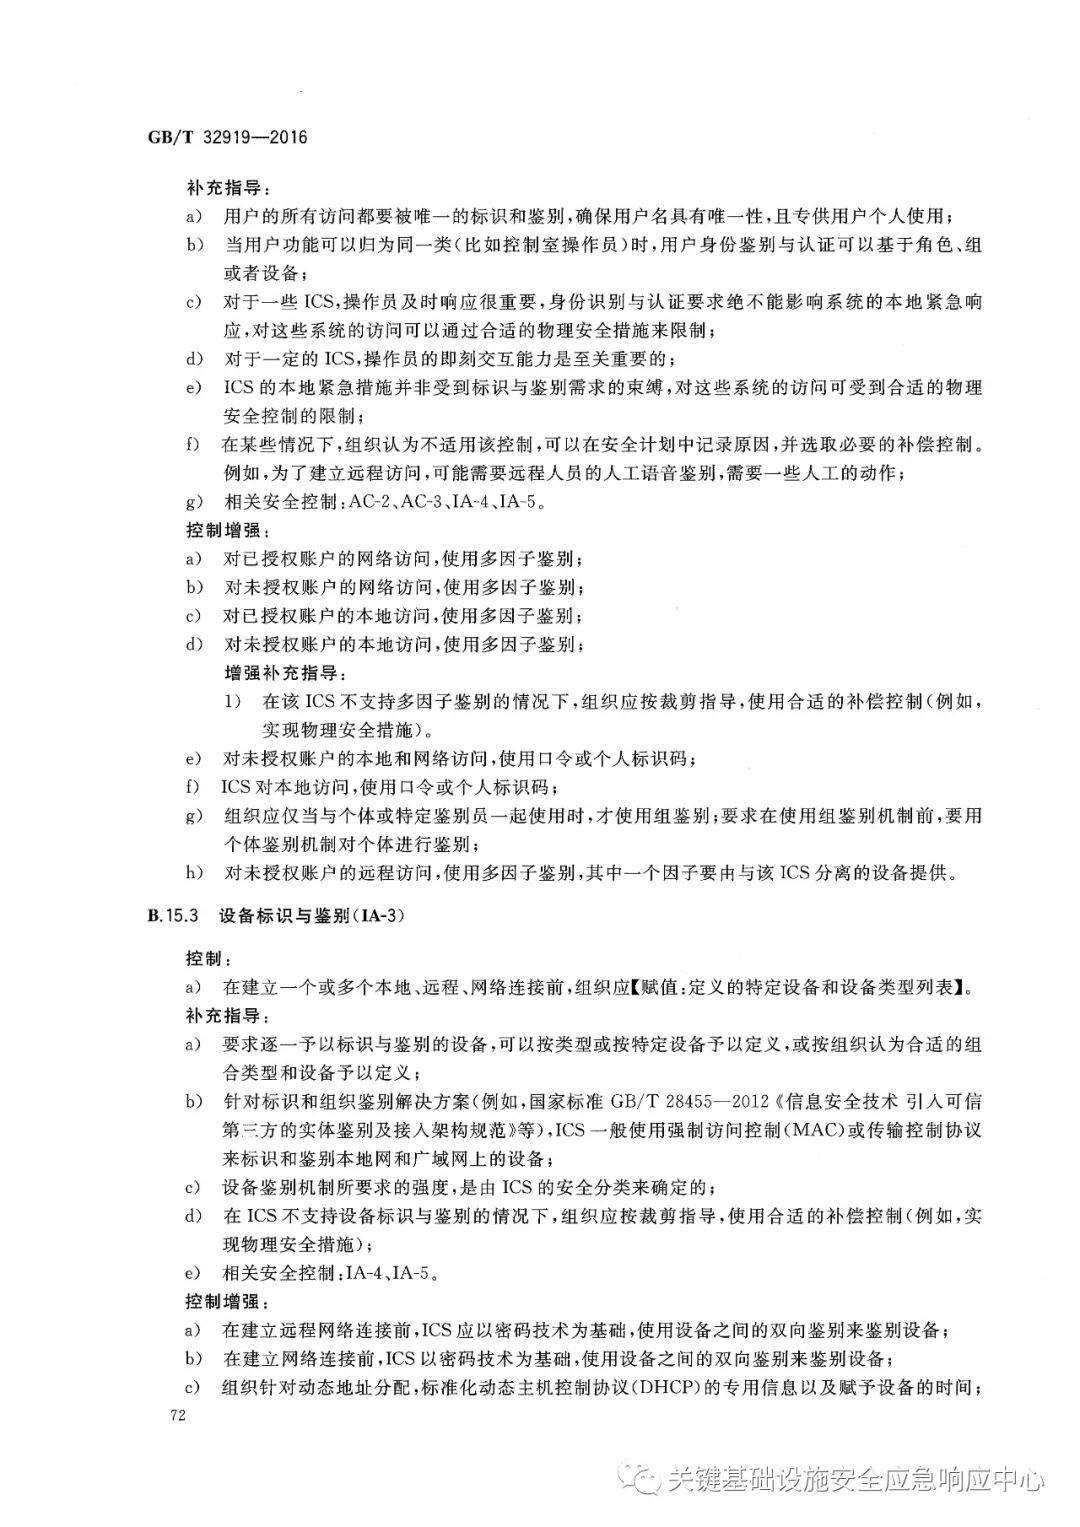 GB/T 32919—2016
补充指导:
a) 用户的所有访问都要被唯一的标识和鉴别,确保用户名具有唯一性,且专供用户个人使用;
b) 当用户功能可以归为同一类(比如控制室操作员)时,用户身份鉴别与认证可以基于角色、组
或者设备;
c) 对于一些 ICS,操作员及时响应很重要,身份识别与认证要求绝不能影响系统的本地紧急响
应,对这些系统的访问可以通过合适的物理安全措施来限制;
d) 对于一定的 ICS,操作员的即刻交互能力是至关重要的;
e) ICS 的本地紧急措施并非受到标识与鉴别需求的束缚,对这些系统的访问可受到合适的物理
安全控制的限制;
f) 在某些情况下,组织认为不适用该控制,可以在安全计划中记录原因,并选取必要的补偿控制。
例如,为了建立远程访问,可能需要远程人员的人工语音鉴别,需要一些人工的动作;
g) 相关安全控制:AC-2、AC-3、IA-4、IA-5。
控制增强:
a) 对已授权账户的网络访问,使用多因子鉴别;
b) 对未授权账户的网络访问,使用多因子鉴别;
c) 对已授权账户的本地访问,使用多因子鉴别;
d) 对未授权账户的本地访问,使用多因子鉴别;
增强补充指导:
1) 在该 ICS 不支持多因子鉴别的情况下,组织应按裁剪指导,使用合适的补偿控制(例如,
实现物理安全措施)。
e) 对未授权账户的本地和网络访问,使用口令或个人标识码;
f) ICS 对本地访问,使用口令或个人标识码;
g) 组织应仅当与个体或特定鉴别员一起使用时,才使用组鉴别;要求在使用组鉴别机制前,要用
个体鉴别机制对个体进行鉴别;
h) 对未授权账户的远程访问,使用多因子鉴别,其中一个因子要由与该 ICS 分离的设备提供。
B.15.3 设备标识与鉴别(IA-3)
控制:
a) 在建立一个或多个本地、远程、网络连接前,组织应【赋值:定义的特定设备和设备类型列表】。
补充指导:
a) 要求逐一予以标识与鉴别的设备,可以按类型或按特定设备予以定义,或按组织认为合适的组
合类型和设备予以定义;
b) 针对标识和组织鉴别解决方案(例如,国家标准 GB/T 28455—2012《信息安全技术 引入可信
第三方的实体鉴别及接入架构规范》等),ICS 一般使用强制访问控制(MAC)或传输控制协议
来标识和鉴别本地网和广域网上的设备;
c) 设备鉴别机制所要求的强度,是由 ICS 的安全分类来确定的;
d) 在 ICS 不支持设备标识与鉴别的情况下,组织应按裁剪指导,使用合适的补偿控制(例如,实
现物理安全措施);
e) 相关安全控制:IA-4、IA-5。
控制增强:
a) 在建立远程网络连接前,ICS 应以密码技术为基础,使用设备之间的双向鉴别来鉴别设备;
b) 在建立网络连接前,ICS 以密码技术为基础,使用设备之间的双向鉴别来鉴别设备;
c) 组织针对动态地址分配,标准化动态主机控制协议(DHCP)的专用信息以及赋予设备的时间;
72
关键基础设施安全应急响应中心